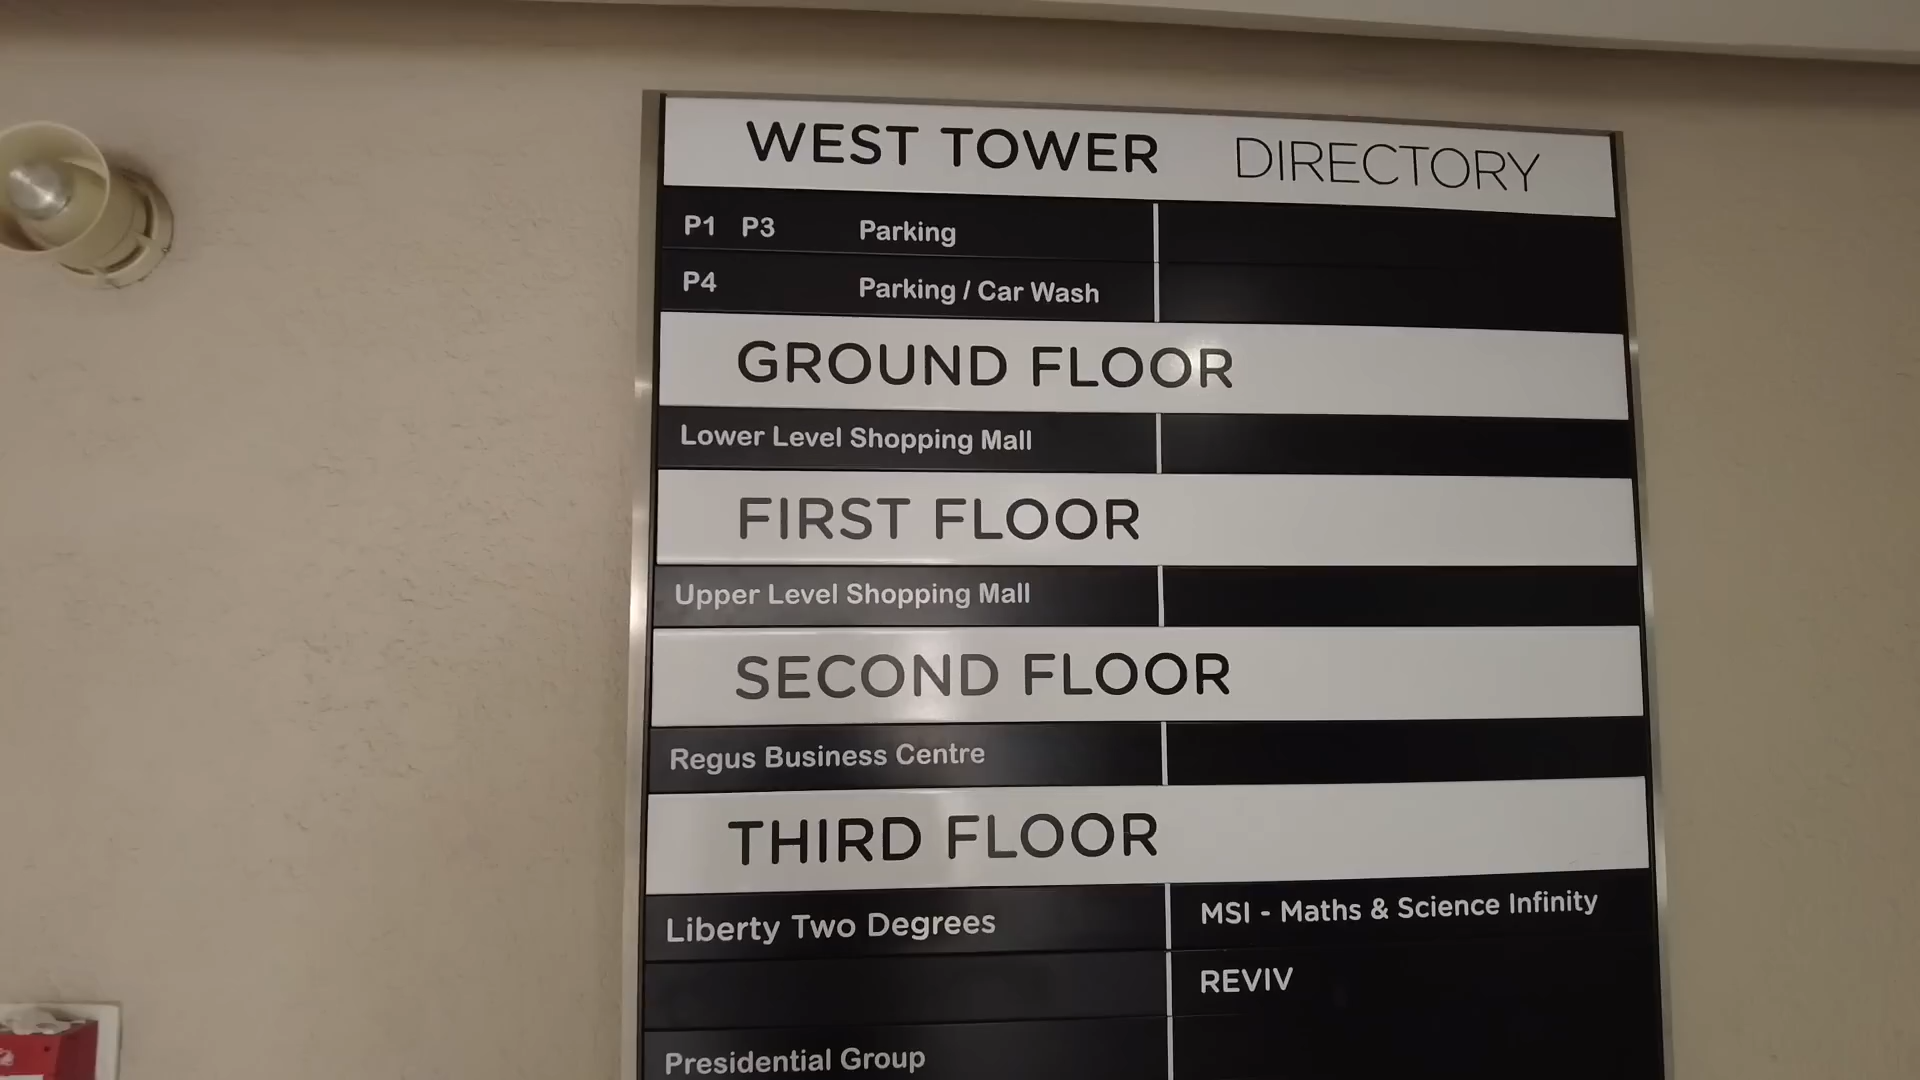 WEST TOWER DIRECTORY
P1 P3 Parking
P4 Parking / Car Wash
GROUND FLOOR
Lower Level Shopping Mall
FIRST FLOOR
Upper Level Shopping Mall
SECOND FLOOR
Regus Business Centre
THIRD FLOOR
Liberty Two Degrees MSI - Maths & Science Infinity
REVIV
Presidential Group